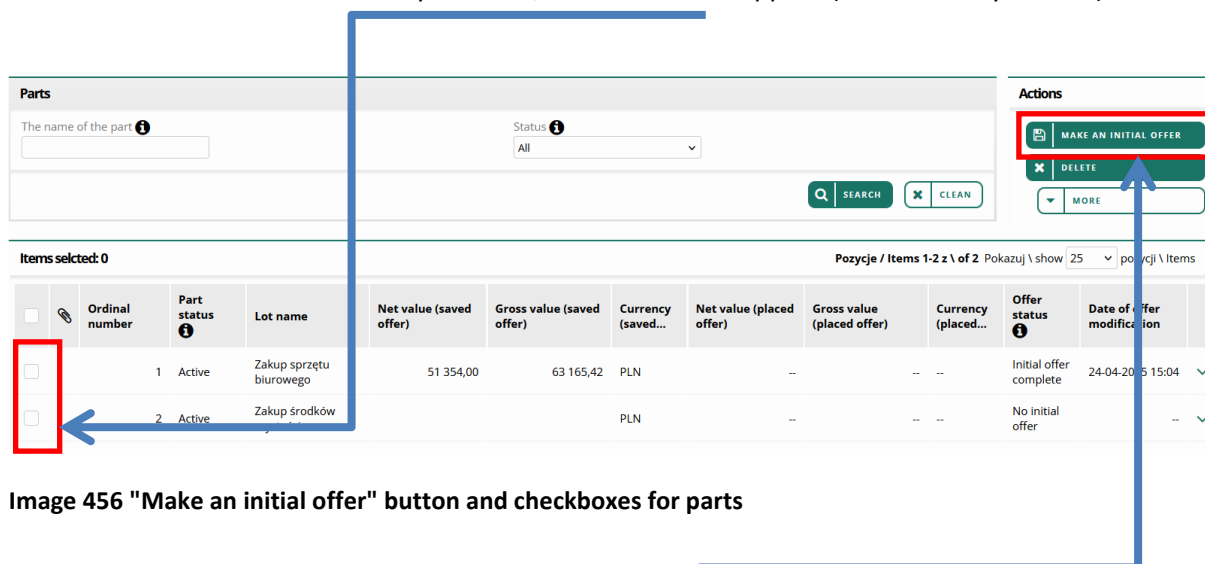 Parts
Actions
The name of the part
Status
All
MAKE AN INITIAL OFFER
DELETE
SEARCH
CLEAN
MORE
Items selcted: 0
Pozycje / Items 1-2 z \ of 2 Pokazuj \ show 25 pozycji \ Items
Ordinal number
Part status
Lot name
Net value (saved offer)
Gross value (saved offer)
Currency (saved...
Net value (placed offer)
Gross value (placed offer)
Currency (placed...
Offer status
Date of offer modification
1 Active Zakup sprzętu biurowego 51 354,00 63 165,42 PLN -- -- -- Initial offer complete 24-04-2025 15:04
2 Active Zakup środków PLN -- -- -- No initial offer --
Image 456 "Make an initial offer" button and checkboxes for parts